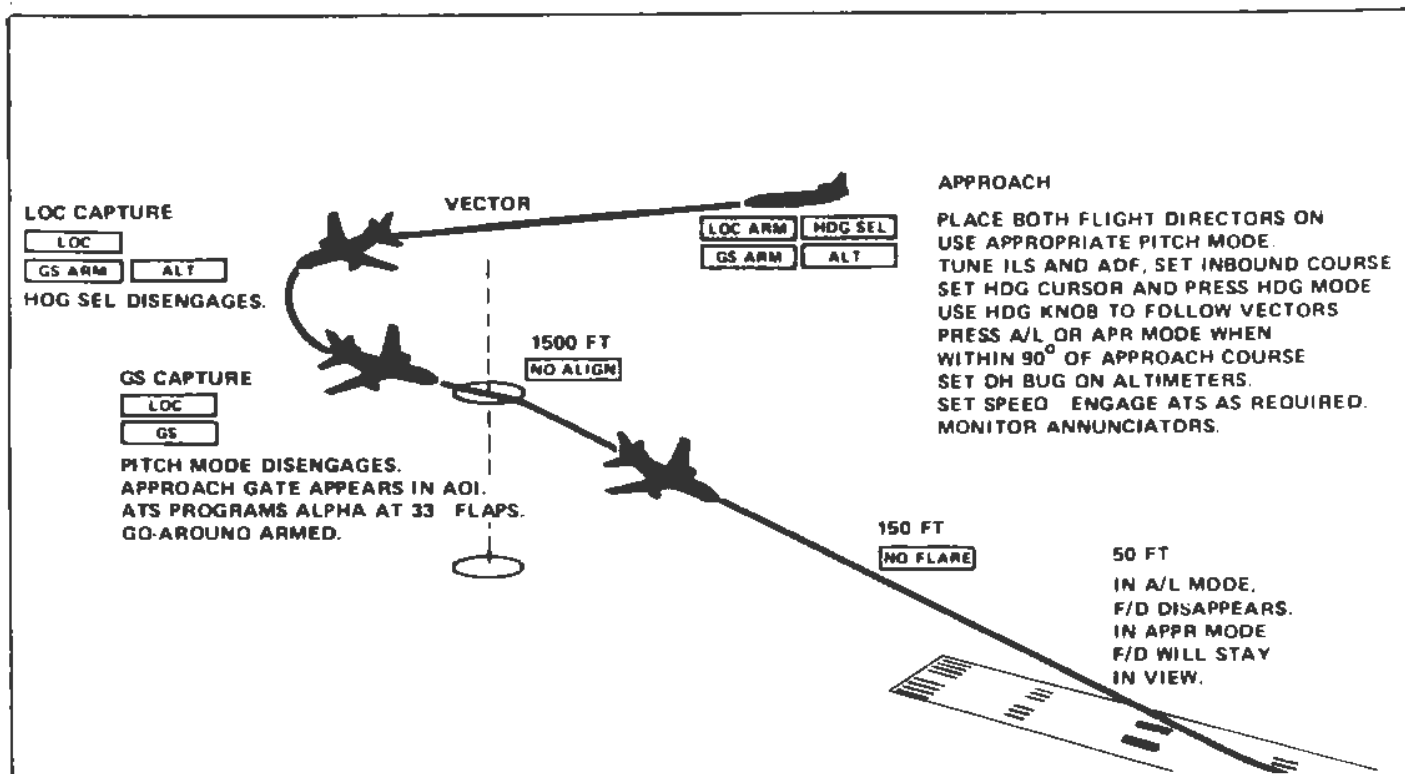 VECTOR
LOC ARM HDG SEL
GS ARM ALT
APPROACH
PLACE BOTH FLIGHT DIRECTORS ON
USE APPROPRIATE PITCH MODE.
TUNE ILS AND ADF, SET INBOUND COURSE
SET HDG CURSOR AND PRESS HDG MODE
USE HDG KNOB TO FOLLOW VECTORS
PRESS A/L OR APR MODE WHEN
WITHIN 90° OF APPROACH COURSE
SET DH BUG ON ALTIMETERS.
SET SPEED ENGAGE ATS AS REQUIRED.
MONITOR ANNUNCIATORS.
LOC CAPTURE
LOC
GS ARM ALT
HDG SEL DISENGAGES.
GS CAPTURE
LOC
GS
PITCH MODE DISENGAGES.
APPROACH GATE APPEARS IN ADI.
ATS PROGRAMS ALPHA AT 33 FLAPS.
GO-AROUND ARMED.
1500 FT
NO ALIGN
150 FT
NO FLARE
50 FT
IN A/L MODE,
F/D DISAPPEARS.
IN APPR MODE
F/D WILL STAY
IN VIEW.